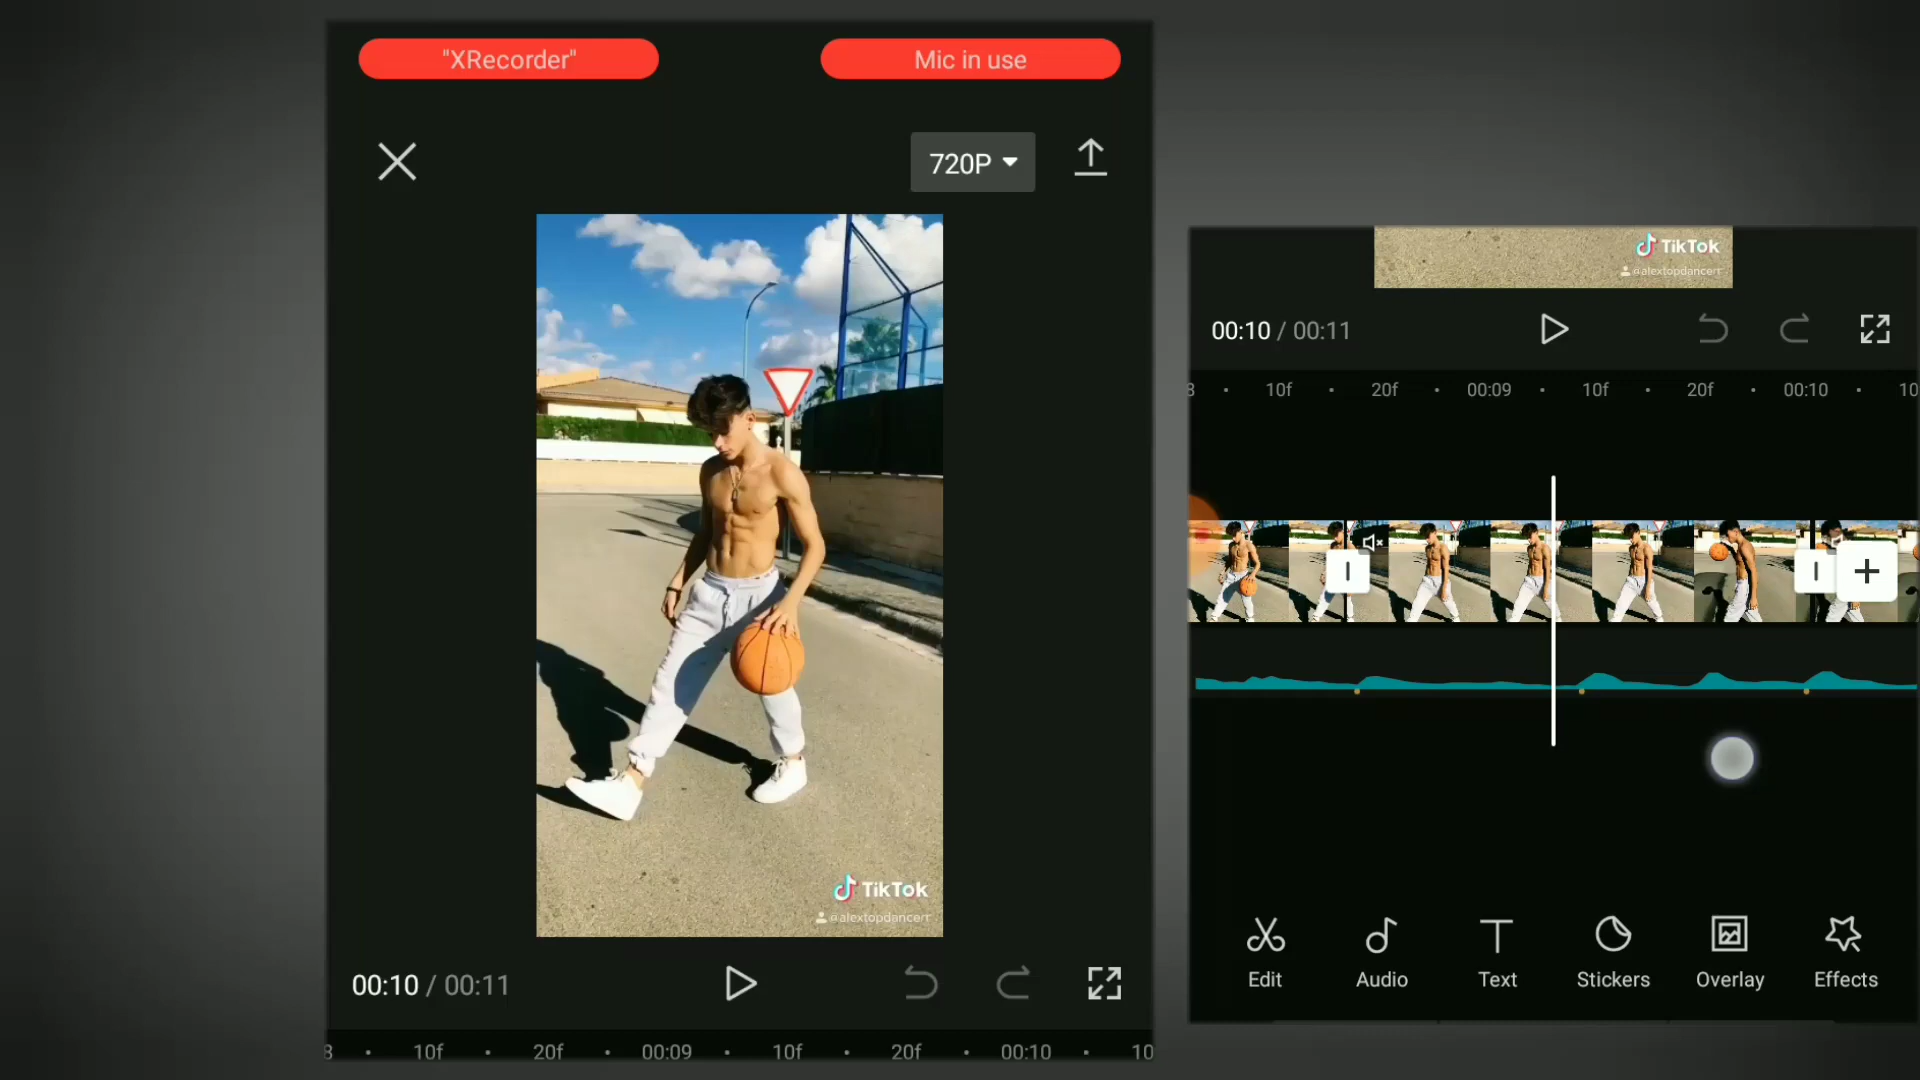 "XRecorder"
Mic in use
720P
TikTok
@alextopdancerr
00:10 / 00:11
8 10f 20f 00:09 10f 20f 00:10 10
TikTok
@alextopdancerr
00:10 / 00:11
8 10f 20f 00:09 10f 20f 00:10 10
Edit
Audio
Text
Stickers
Overlay
Effects